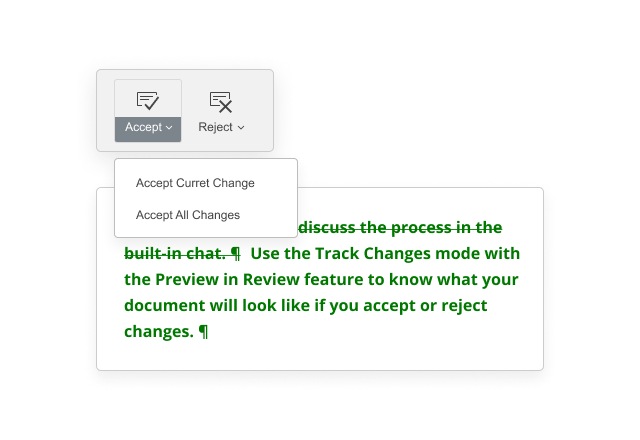 Accept Reject
Accept Curret Change
Accept All Changes
discuss the process in the
built-in chat. ¶ Use the Track Changes mode with
the Preview in Review feature to know what your
document will look like if you accept or reject
changes. ¶